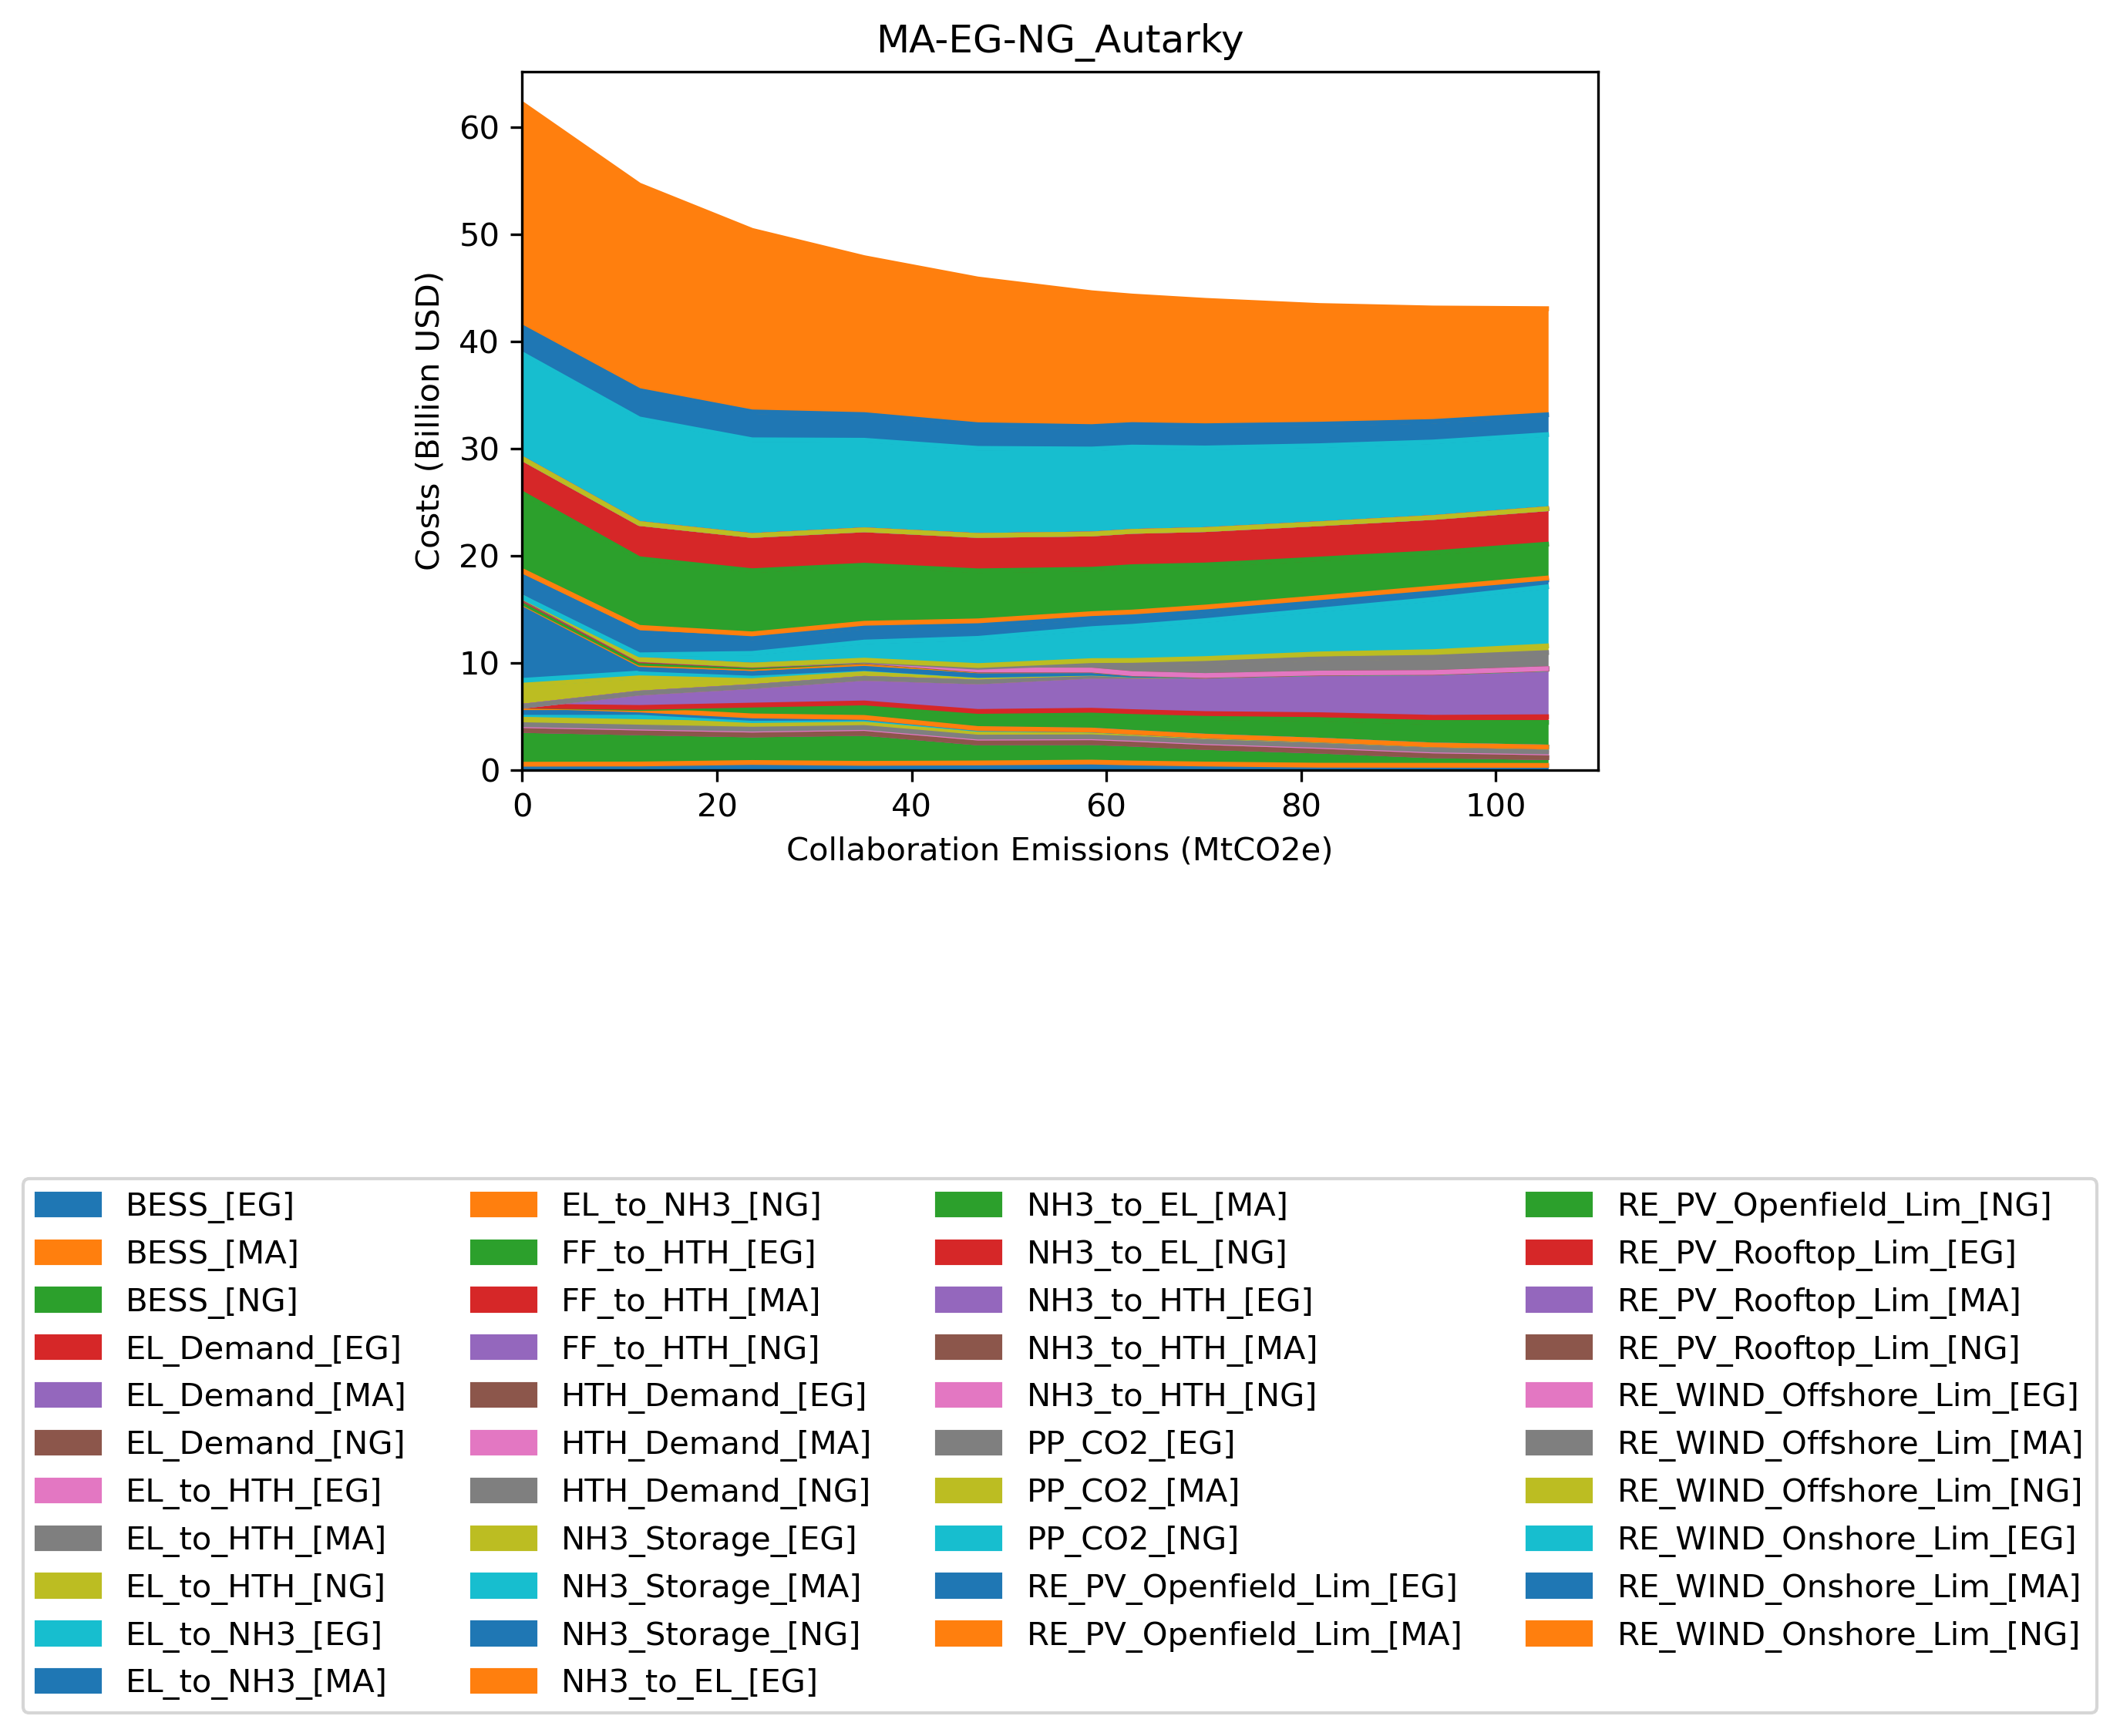 MA-EG-NG_Autarky
Costs (Billion USD)
60
50
40
30
20
10
0
0 20 40 60 80 100
Collaboration Emissions (MtCO2e)
BESS_[EG]
BESS_[MA]
BESS_[NG]
EL_Demand_[EG]
EL_Demand_[MA]
EL_Demand_[NG]
EL_to_HTH_[EG]
EL_to_HTH_[MA]
EL_to_HTH_[NG]
EL_to_NH3_[EG]
EL_to_NH3_[MA]
EL_to_NH3_[NG]
FF_to_HTH_[EG]
FF_to_HTH_[MA]
FF_to_HTH_[NG]
HTH_Demand_[EG]
HTH_Demand_[MA]
HTH_Demand_[NG]
NH3_Storage_[EG]
NH3_Storage_[MA]
NH3_Storage_[NG]
NH3_to_EL_[EG]
NH3_to_EL_[MA]
NH3_to_EL_[NG]
NH3_to_HTH_[EG]
NH3_to_HTH_[MA]
NH3_to_HTH_[NG]
PP_CO2_[EG]
PP_CO2_[MA]
PP_CO2_[NG]
RE_PV_Openfield_Lim_[EG]
RE_PV_Openfield_Lim_[MA]
RE_PV_Openfield_Lim_[NG]
RE_PV_Rooftop_Lim_[EG]
RE_PV_Rooftop_Lim_[MA]
RE_PV_Rooftop_Lim_[NG]
RE_WIND_Offshore_Lim_[EG]
RE_WIND_Offshore_Lim_[MA]
RE_WIND_Offshore_Lim_[NG]
RE_WIND_Onshore_Lim_[EG]
RE_WIND_Onshore_Lim_[MA]
RE_WIND_Onshore_Lim_[NG]